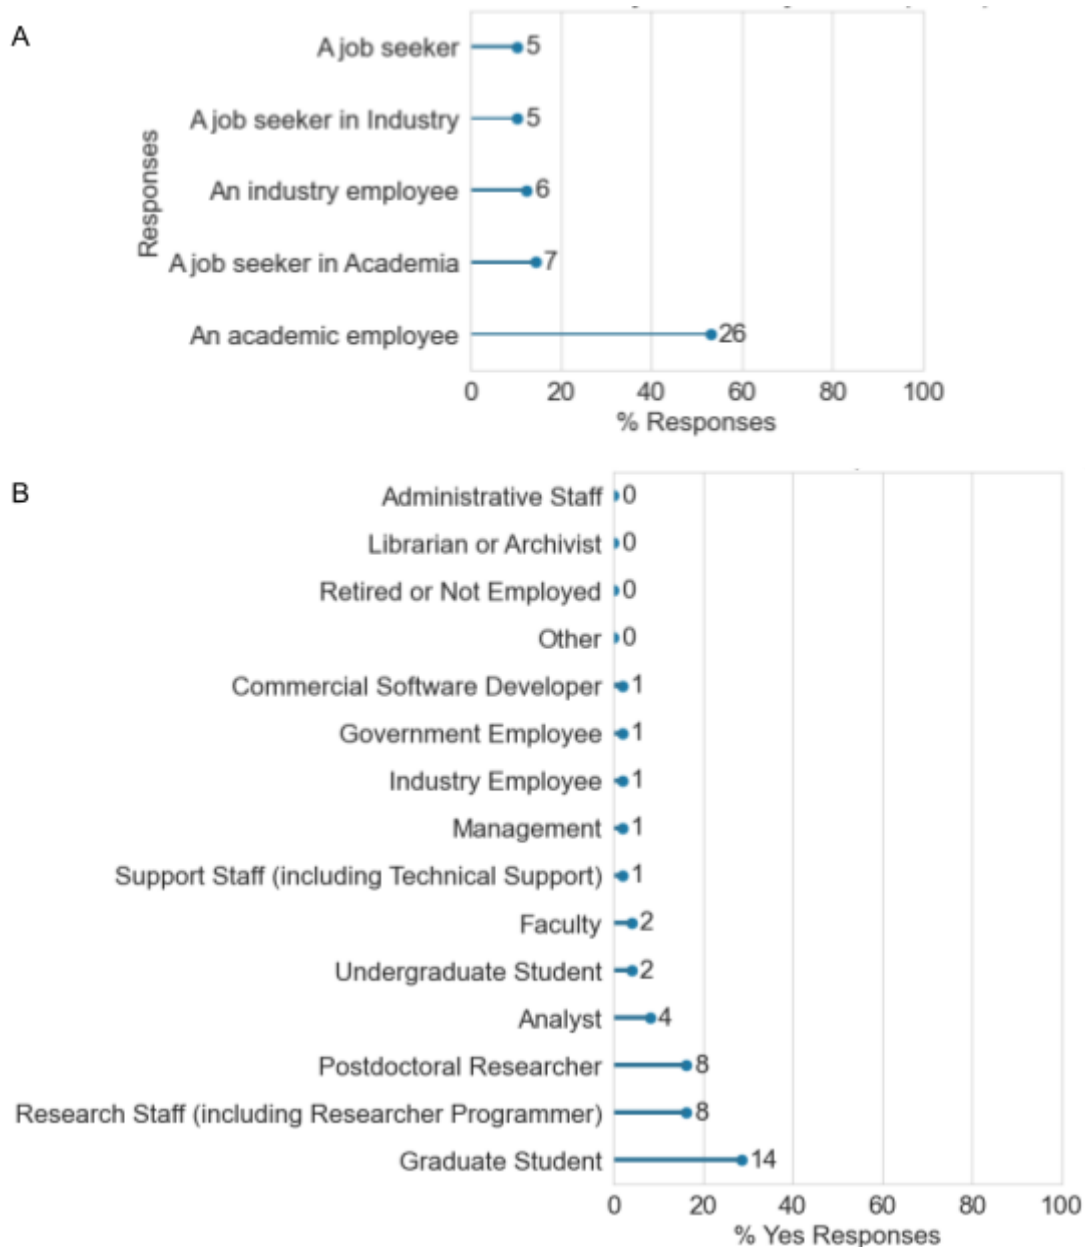 A
A job seeker 5
A job seeker in Industry 5
An industry employee 6
A job seeker in Academia 7
An academic employee 26
Responses
0 20 40 60 80 100
% Responses
B
Administrative Staff 0
Librarian or Archivist 0
Retired or Not Employed 0
Other 0
Commercial Software Developer 1
Government Employee 1
Industry Employee 1
Management 1
Support Staff (including Technical Support) 1
Faculty 2
Undergraduate Student 2
Analyst 4
Postdoctoral Researcher 8
Research Staff (including Researcher Programmer) 8
Graduate Student 14
0 20 40 60 80 100
% Yes Responses